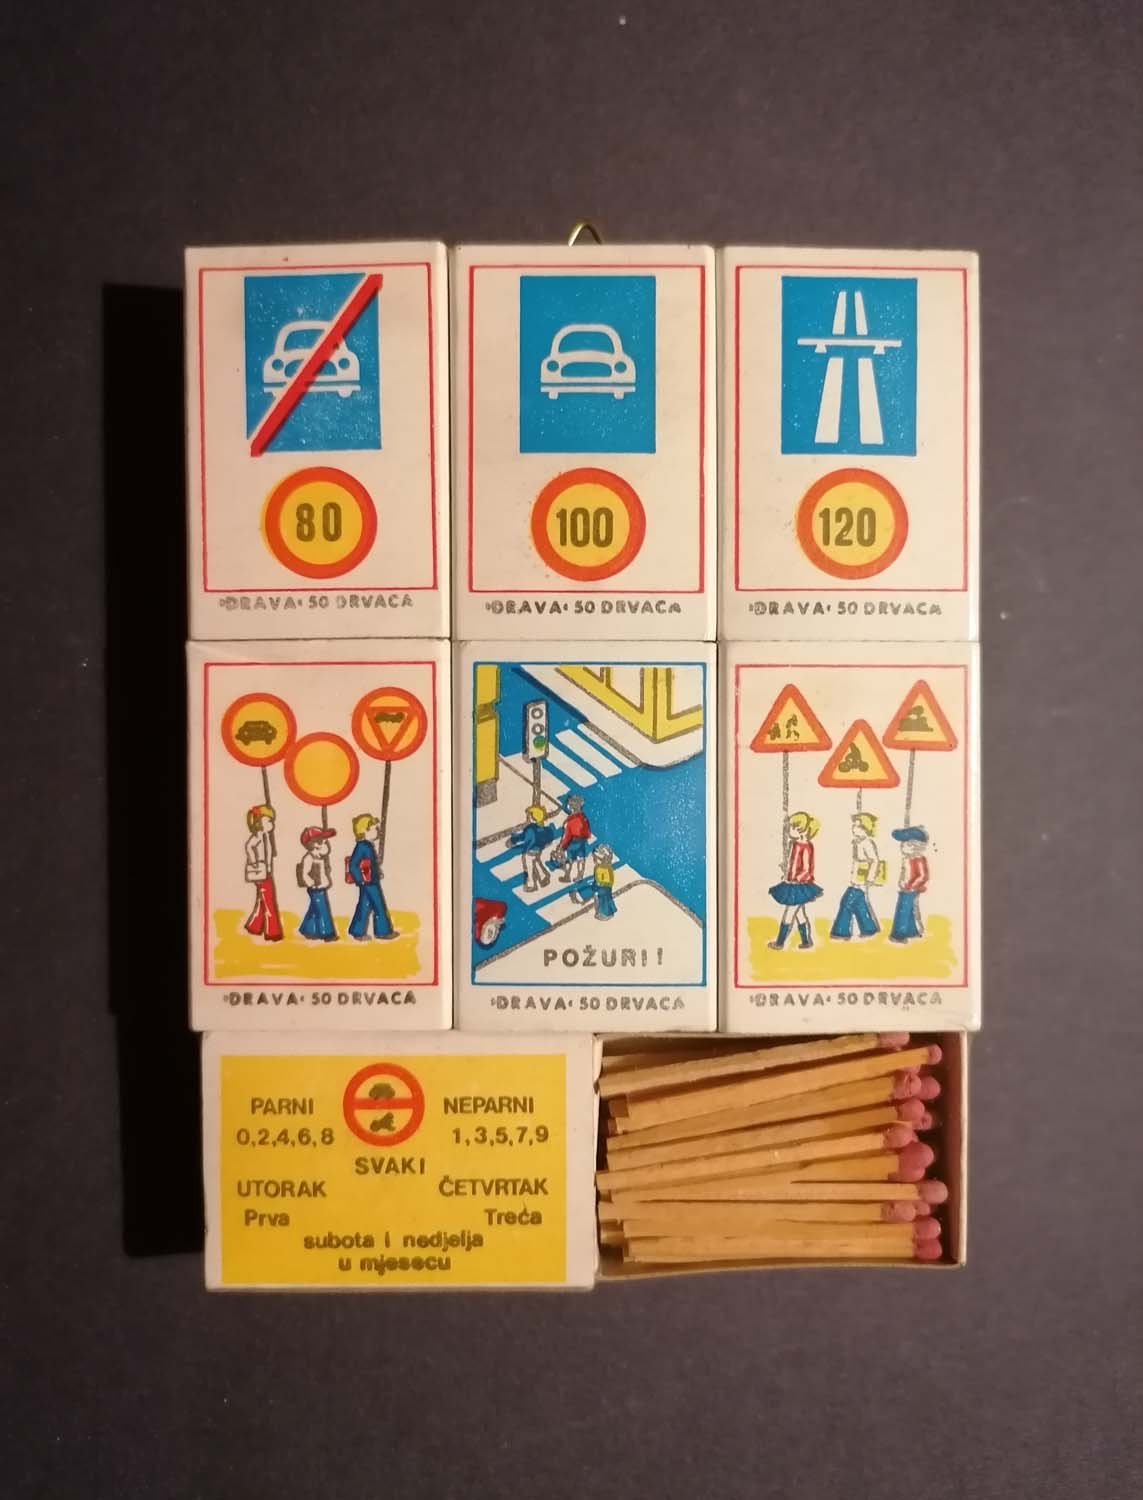 80
100
120
»DRAVA« 50 DRVACA
»DRAVA« 50 DRVACA
»DRAVA« 50 DRVACA
POŽURI!
»DRAVA« 50 DRVACA
»DRAVA« 50 DRVACA
»DRAVA« 50 DRVACA
PARNI NEPARNI
0,2,4,6,8 1,3,5,7,9
SVAKI
UTORAK ČETVRTAK
Prva Treća
subota i nedjelja
u mjesecu